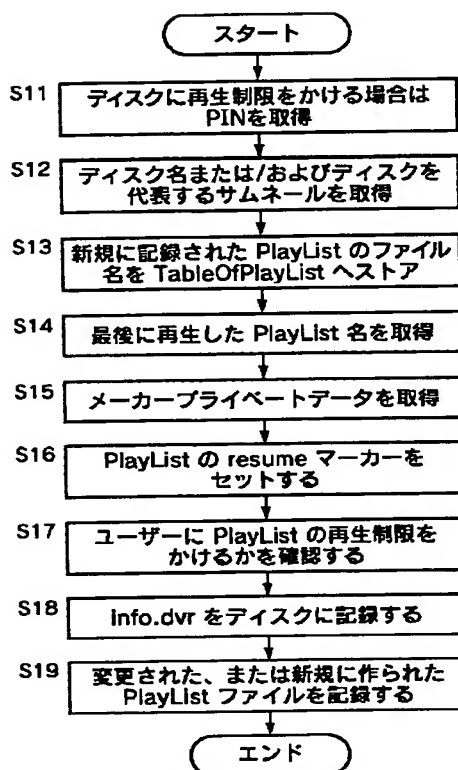 スタート
S11
ディスクに再生制限をかける場合は
PINを取得
S12
ディスク名または/およびディスクを
代表するサムネールを取得
S13
新規に記録された PlayList のファイル
名を TableOfPlayList へストア
S14
最後に再生した PlayList 名を取得
S15
メーカープライベートデータを取得
S16
PlayList の resume マーカーを
セットする
S17
ユーザーに PlayList の再生制限を
かけるかを確認する
S18
info.dvr をディスクに記録する
S19
変更された、または新規に作られた
PlayList ファイルを記録する
エンド